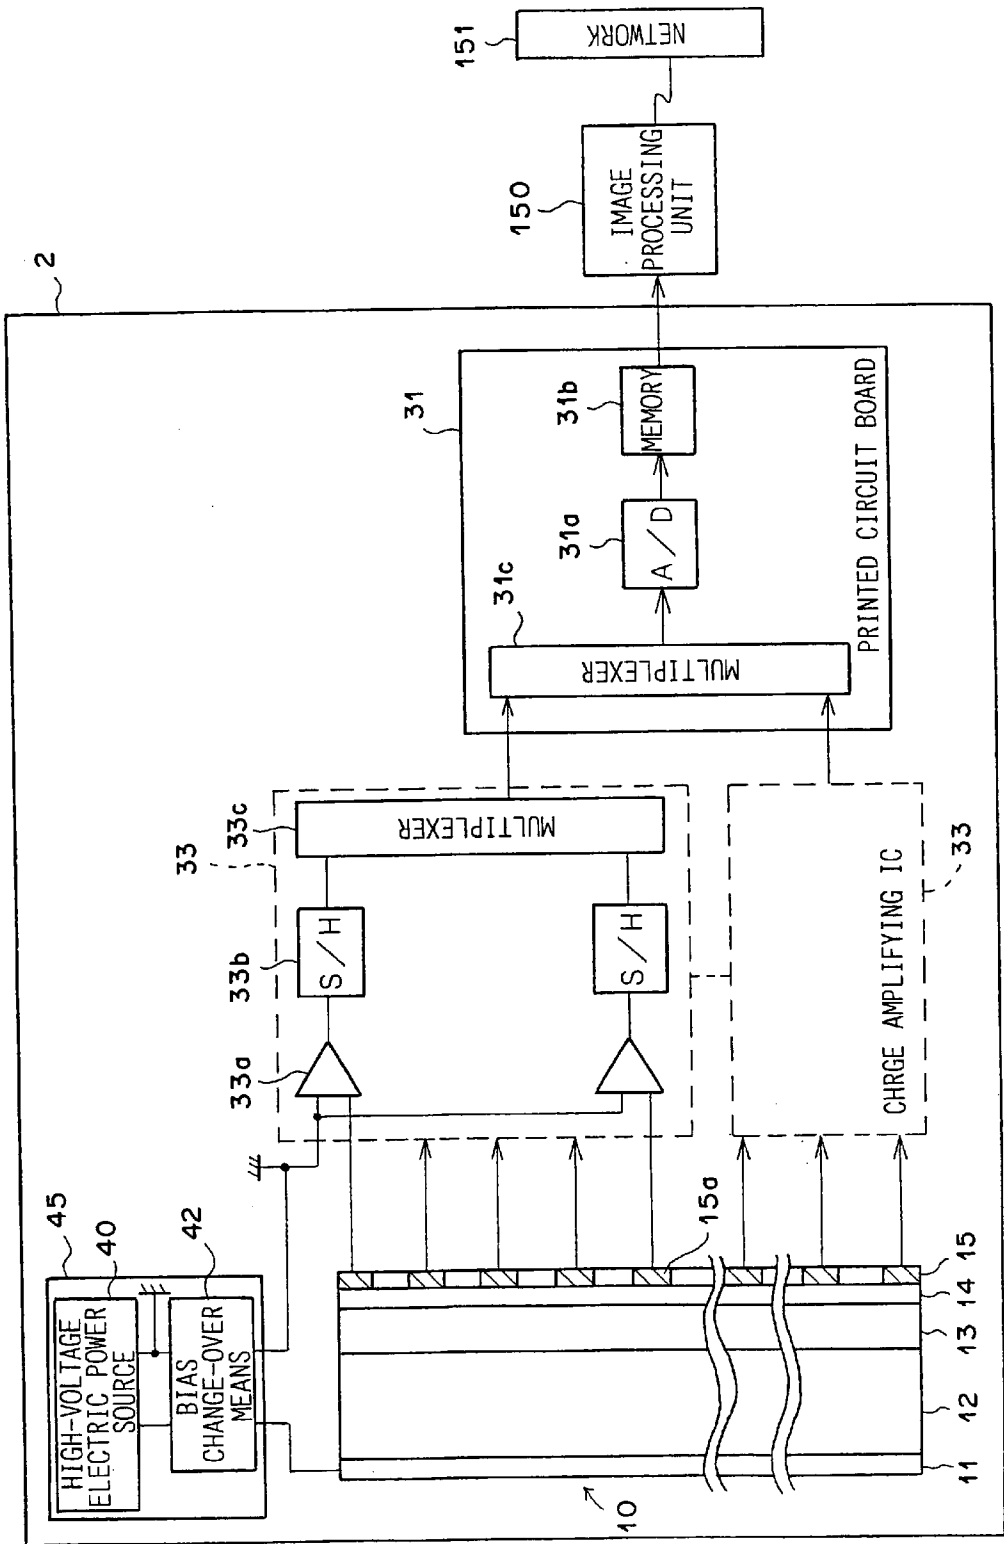 2
45
40
42
HIGH-VOLTAGE
ELECTRIC POWER
SOURCE
BIAS
CHANGE-OVER
MEANS
10
11
12
13
14
15
15a
33
33a
33b
S/H
S/H
33c
MULTIPLEXER
CHRGE AMPLIFYING IC
33
31
31c
MULTIPLEXER
31a
A/D
31b
MEMORY
PRINTED CIRCUIT BOARD
150
IMAGE
PROCESSING
UNIT
151
NETWORK